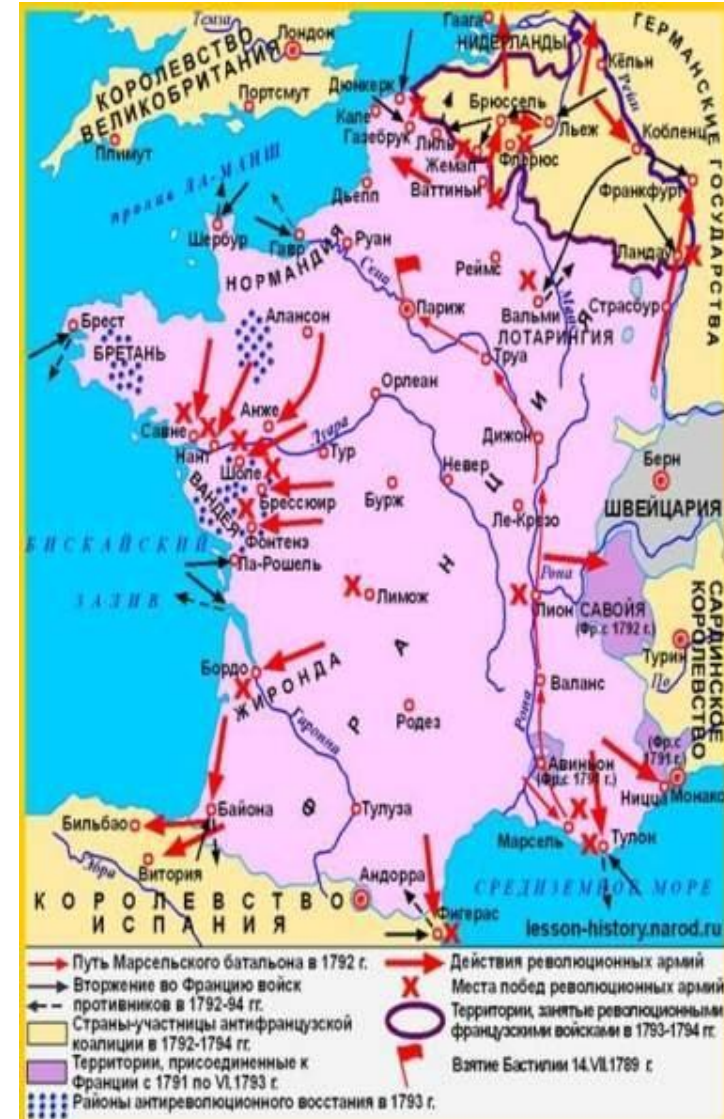 Темза
Лондон
КОРОЛЕВСТВО
ВЕЛИКОБРИТАНИЯ
Портсмут
Плимут
пролив ЛА-МАНШ
Гаага
НИДЕРЛАНДЫ
ГЕРМАНСКИЕ ГОСУДАРСТВА
Кёльн
Рейн
Дюнкерк
Кале
Газебрук
Лилль
Брюссель
Льеж
Кобленц
Жемап
Флерюс
Ваттиньи
Франкфурт
Дьепп
Ландау
Шербур
Гавр
Руан
НОРМАНДИЯ
Сена
Реймс
Париж
Вальми
Маас
Страсбур
ЛОТАРИНГИЯ
Брест
БРЕТАНЬ
Алансон
Труа
Орлеан
Анже
Савне
Нант
Луара
Тур
Шоле
Дижон
Невер
Берн
ВАНДЕЯ
Брессюир
Бурж
Ле-Крезо
ШВЕЙЦАРИЯ
Фонтенэ
БИСКАЙСКИЙ
ЗАЛИВ
Ла-Рошель
Лимож
Рона
Лион
САВОЙЯ
(Фр.с 1792 г.)
САРДИНСКОЕ
КОРОЛЕВСТВО
Турин
По
ФРАНЦИЯ
Бордо
ЖИРОНДА
Гаронна
Родез
Валанс
Рона
Авиньон
(Фр.с 1791 г.)
(Фр.с
1791 г.)
Ницца
Монако
Байона
Тулуза
Марсель
Тулон
Бильбао
Витория
Эбро
Андорра
КОРОЛЕВСТВО
ИСПАНИЯ
Фигерас
СРЕДИЗЕМНОЕ МОРЕ
lesson-history.narod.ru
Путь Марсельского батальона в 1792 г.
Вторжение во Францию войск
противников в 1792-94 гг.
Страны-участницы антифранцузской
коалиции в 1792-1794 гг.
Территории, присоединенные к
Франции с 1791 по VI.1793 г.
Районы антиреволюционного восстания в 1793 г.
Действия революционных армий
Места побед революционных армий
Территории, занятые революционными
французскими войсками в 1793-1794 гг.
Взятие Бастилии 14.VII.1789 г.